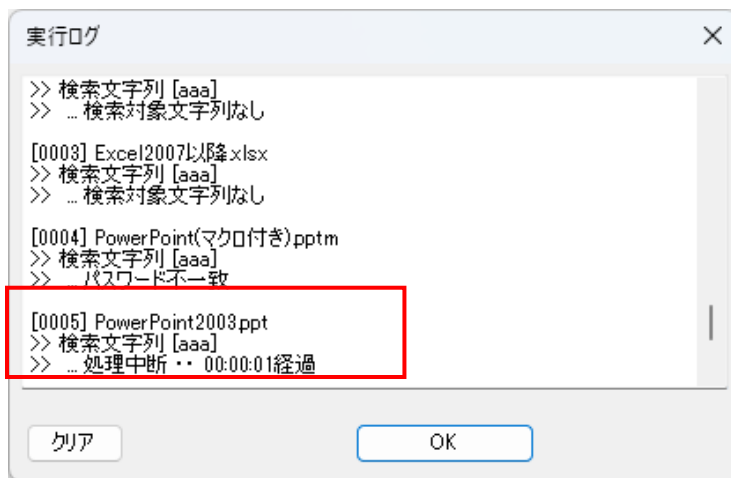 実行ログ
>> 検索文字列 [aaa]
>> ... 検索対象文字列なし
[0003] Excel2007以降.xlsx
>> 検索文字列 [aaa]
>> ... 検索対象文字列なし
[0004] PowerPoint(マクロ付き).pptm
>> 検索文字列 [aaa]
>> ... パスワード不一致
[0005] PowerPoint2003.ppt
>> 検索文字列 [aaa]
>> ... 処理中断 ・・ 00:00:01経過
クリア
OK